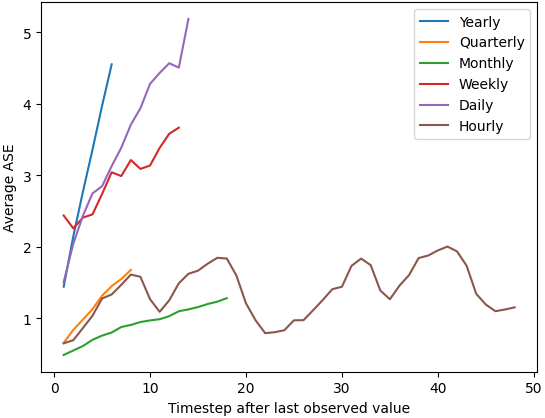 Yearly
Quarterly
Monthly
Weekly
Daily
Hourly
5
4
3
2
1
Average ASE
0 10 20 30 40 50
Timestep after last observed value